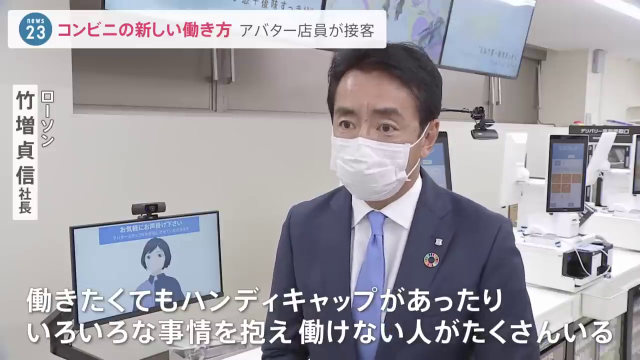 news
23
コンビニの新しい働き方 アバター店員が接客
ローソン
竹増貞信社長
お気軽にお声掛け下さい
働きたくてもハンディキャップがあったり
いろいろな事情を抱え 働けない人がたくさんいる